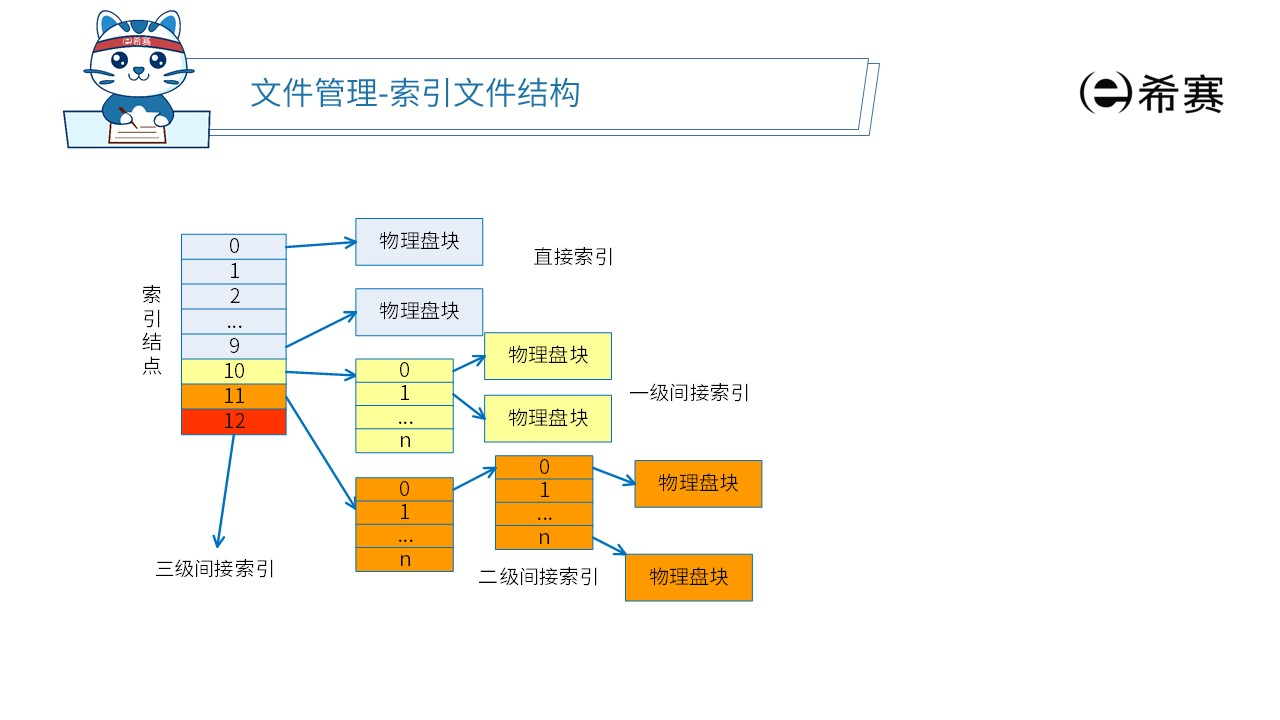 希赛
文件管理-索引文件结构
希赛
索引结点
0
1
2
...
9
10
11
12
物理盘块
直接索引
物理盘块
0
1
...
n
物理盘块
物理盘块
一级间接索引
0
1
...
n
0
1
...
n
物理盘块
物理盘块
二级间接索引
三级间接索引